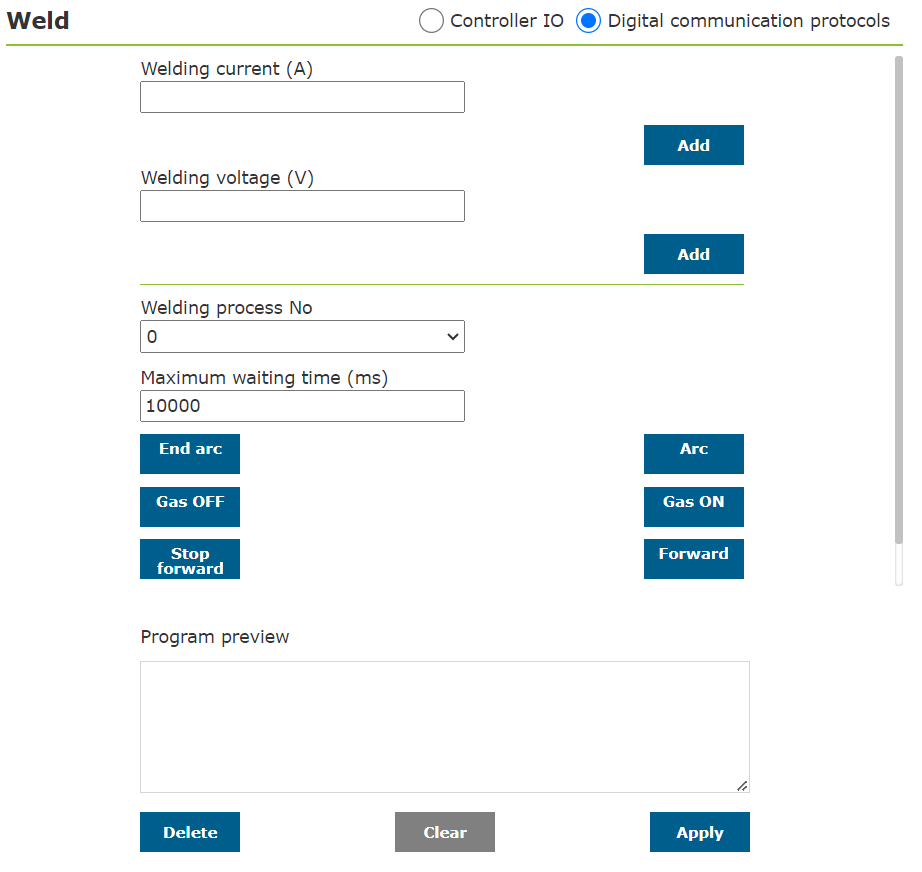 Weld
Controller IO
Digital communication protocols
Welding current (A)
Add
Welding voltage (V)
Add
Welding process No
0
Maximum waiting time (ms)
10000
End arc
Arc
Gas OFF
Gas ON
Stop
forward
Forward
Program preview
Delete
Clear
Apply